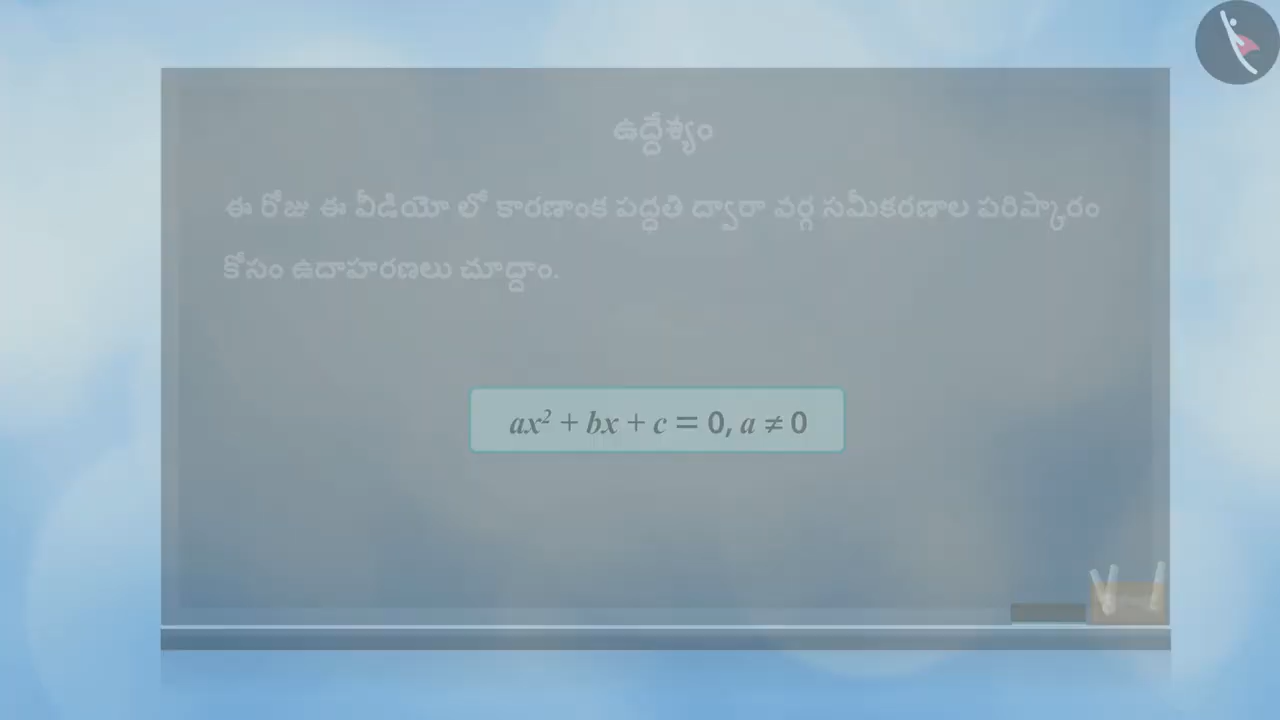 ఉద్దేశ్యం
ఈ రోజు ఈ వీడియో లో కారణాంక పద్ధతి ద్వారా వర్గ సమీకరణాల పరిష్కారం
కోసం ఉదాహరణలు చూద్దాం.
ax² + bx + c = 0, a ≠ 0